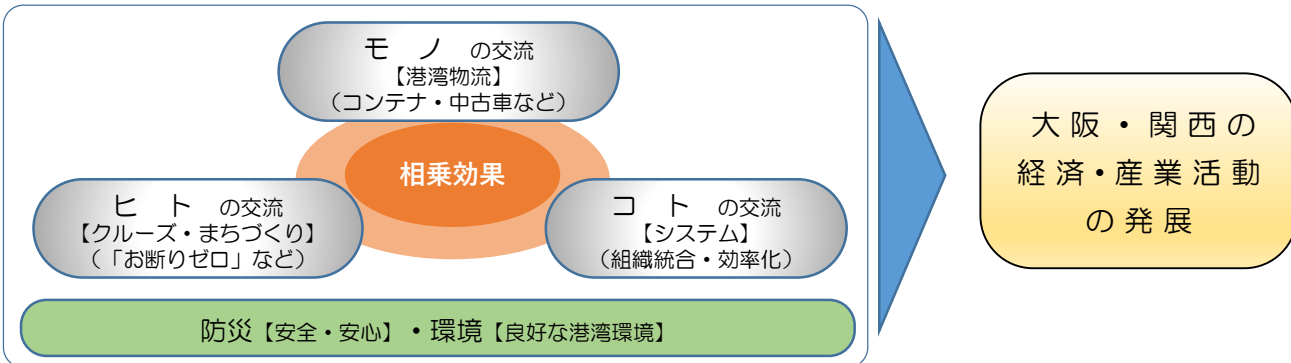 モノ の交流
【港湾物流】
（コンテナ・中古車など）
相乗効果
ヒト の交流
【クルーズ・まちづくり】
（「お断りゼロ」など）
コト の交流
【システム】
（組織統合・効率化）
防災【安全・安心】・環境【良好な港湾環境】
大阪・関西の
経済・産業活動
の発展